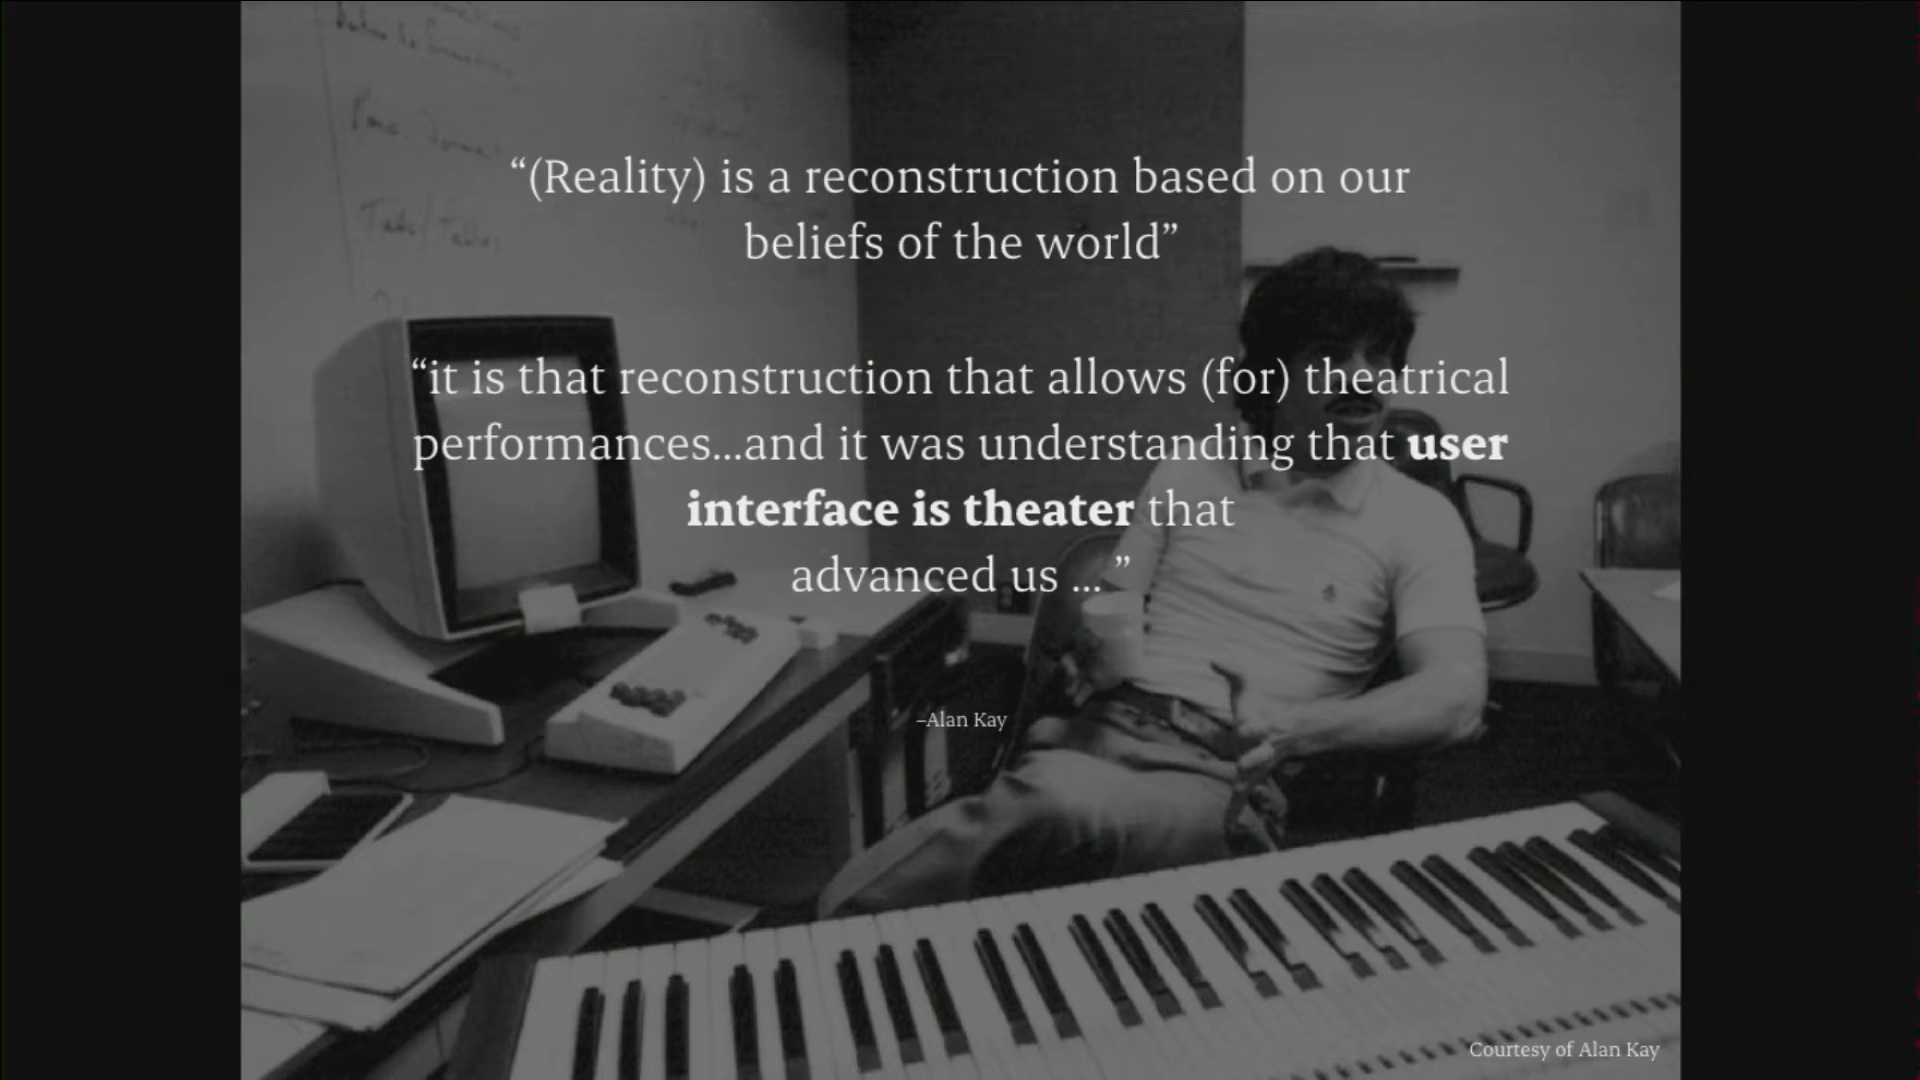 “(Reality) is a reconstruction based on our
beliefs of the world”
“it is that reconstruction that allows (for) theatrical
performances...and it was understanding that user
interface is theater that
advanced us ... ”
–Alan Kay
Courtesy of Alan Kay